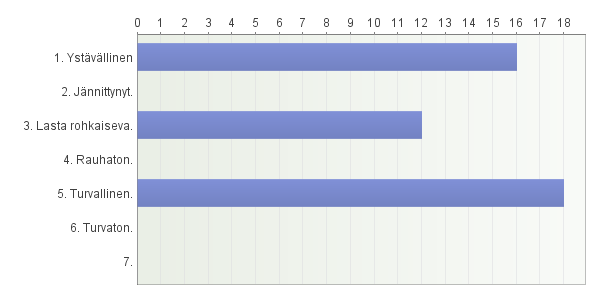 0 1 2 3 4 5 6 7 8 9 10 11 12 13 14 15 16 17 18
1. Ystävällinen
2. Jännittynyt.
3. Lasta rohkaiseva.
4. Rauhaton.
5. Turvallinen.
6. Turvaton.
7.